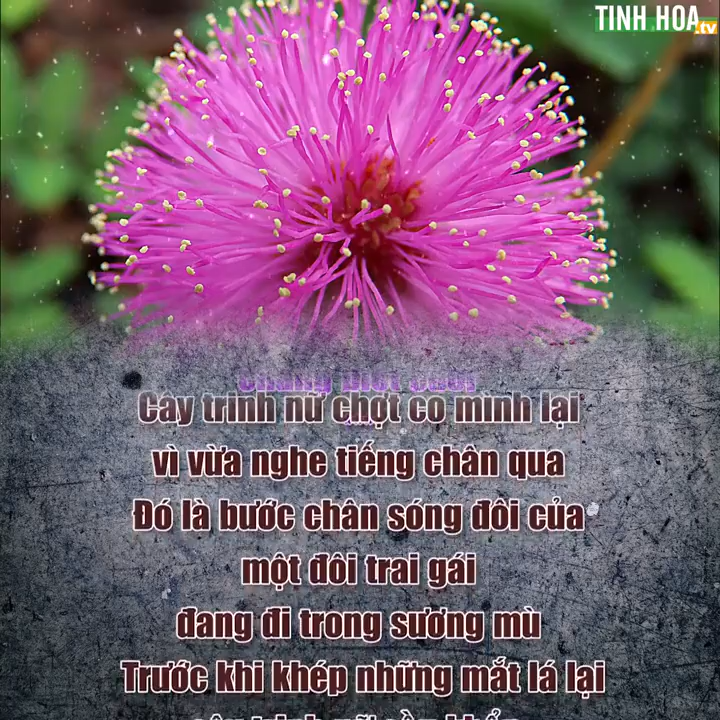 TINH HOA
.tv
Cây trinh nữ chợt co mình lại
vì vừa nghe tiếng chân qua
Đó là bước chân sóng đôi của
một đôi trai gái
đang đi trong sương mù
Trước khi khép những mắt lá lại